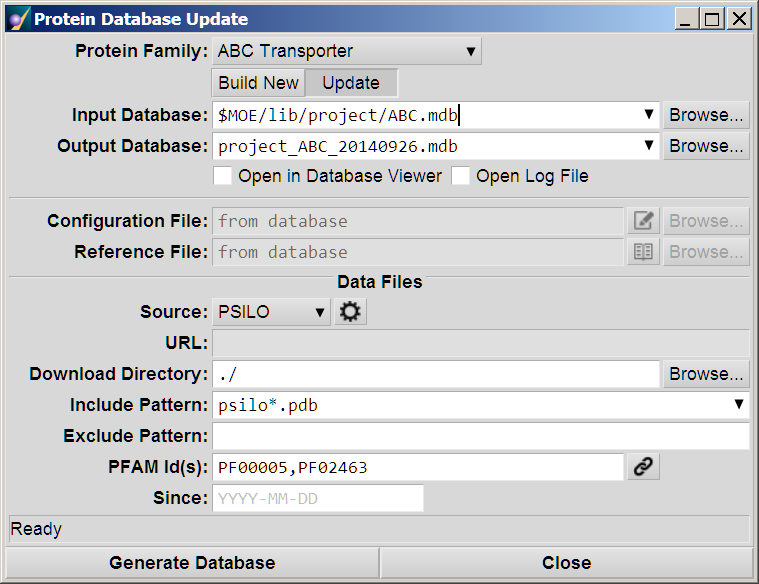 Protein Database Update
Protein Family: ABC Transporter
Build New Update
Input Database: $MOE/lib/project/ABC.mdb Browse...
Output Database: project_ABC_20140926.mdb Browse...
Open in Database Viewer Open Log File
Configuration File: from database Browse...
Reference File: from database Browse...
Data Files
Source: PSILO
URL:
Download Directory: ./ Browse...
Include Pattern: psilo*.pdb
Exclude Pattern:
PFAM Id(s): PF00005,PF02463
Since: YYYY-MM-DD
Ready
Generate Database Close